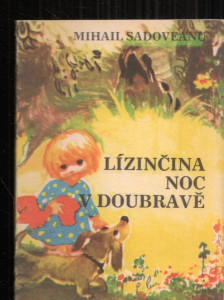 MIHAIL SADOVEANU
LÍZINČINA
NOC
V DOUBRAVĚ